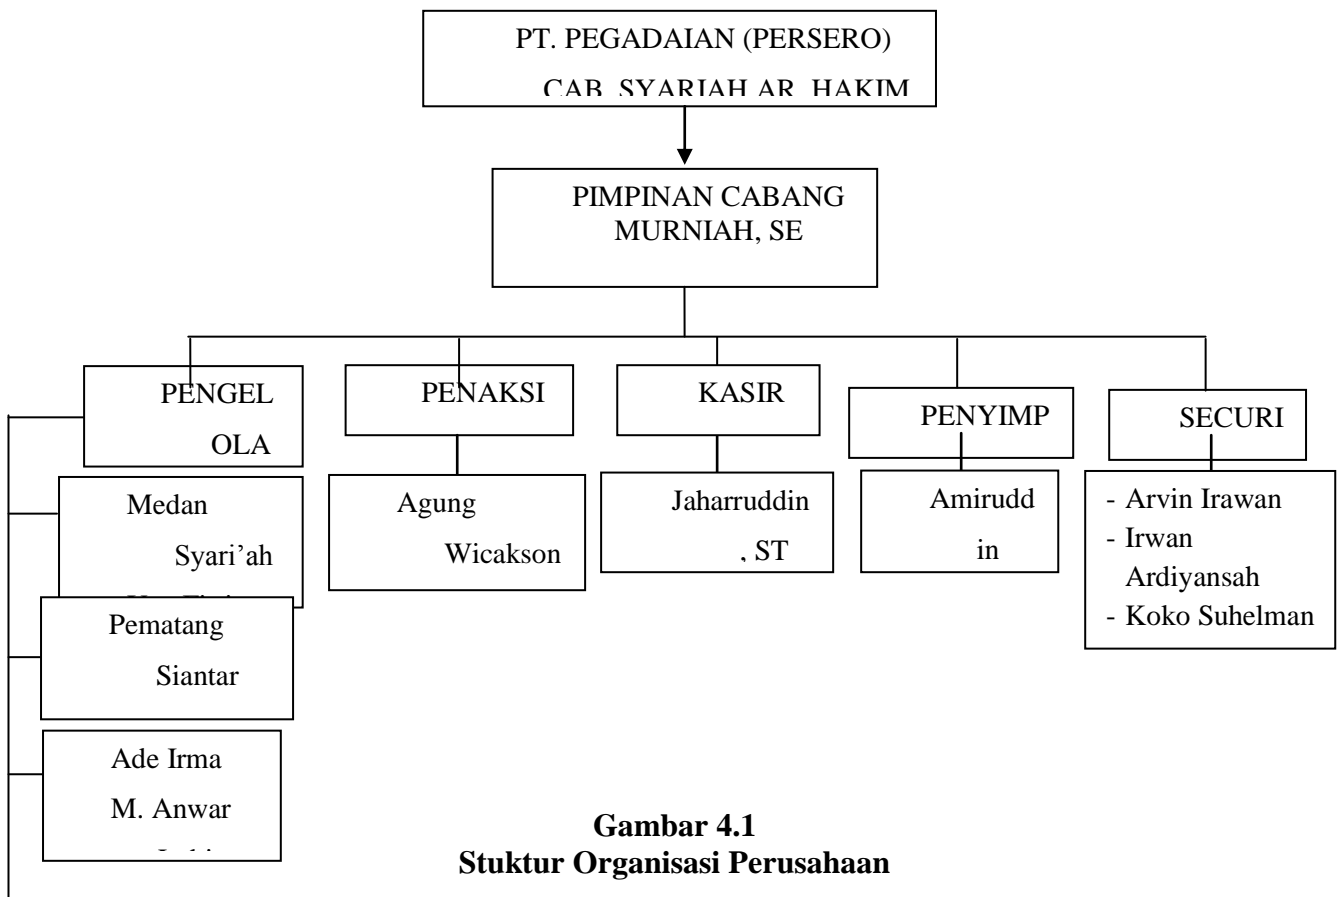 PT. PEGADAIAN (PERSERO)
CAB. SYARIAH AR. HAKIM
PIMPINAN CABANG
MURNIAH, SE
PENGEL
OLA
PENAKSI
KASIR
PENYIMP
SECURI
Medan
Syari’ah
Pematang
Siantar
Ade Irma
M. Anwar
Agung
Wicakson
Jaharruddin
, ST
Amirudd
in
- Arvin Irawan
- Irwan
Ardiyansah
- Koko Suhelman
Gambar 4.1
Stuktur Organisasi Perusahaan